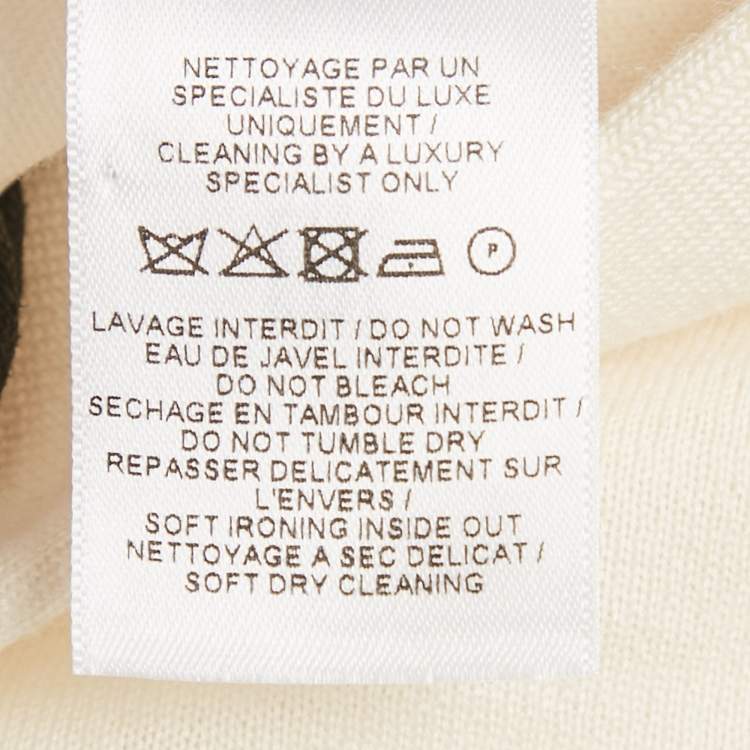 NETTOYAGE PAR UN
SPECIALISTE DU LUXE
UNIQUEMENT /
CLEANING BY A LUXURY
SPECIALIST ONLY
P
LAVAGE INTERDIT / DO NOT WASH
EAU DE JAVEL INTERDITE /
DO NOT BLEACH
SECHAGE EN TAMBOUR INTERDIT /
DO NOT TUMBLE DRY
REPASSER DELICATEMENT SUR
L'ENVERS /
SOFT IRONING INSIDE OUT
NETTOYAGE A SEC DELICAT /
SOFT DRY CLEANING